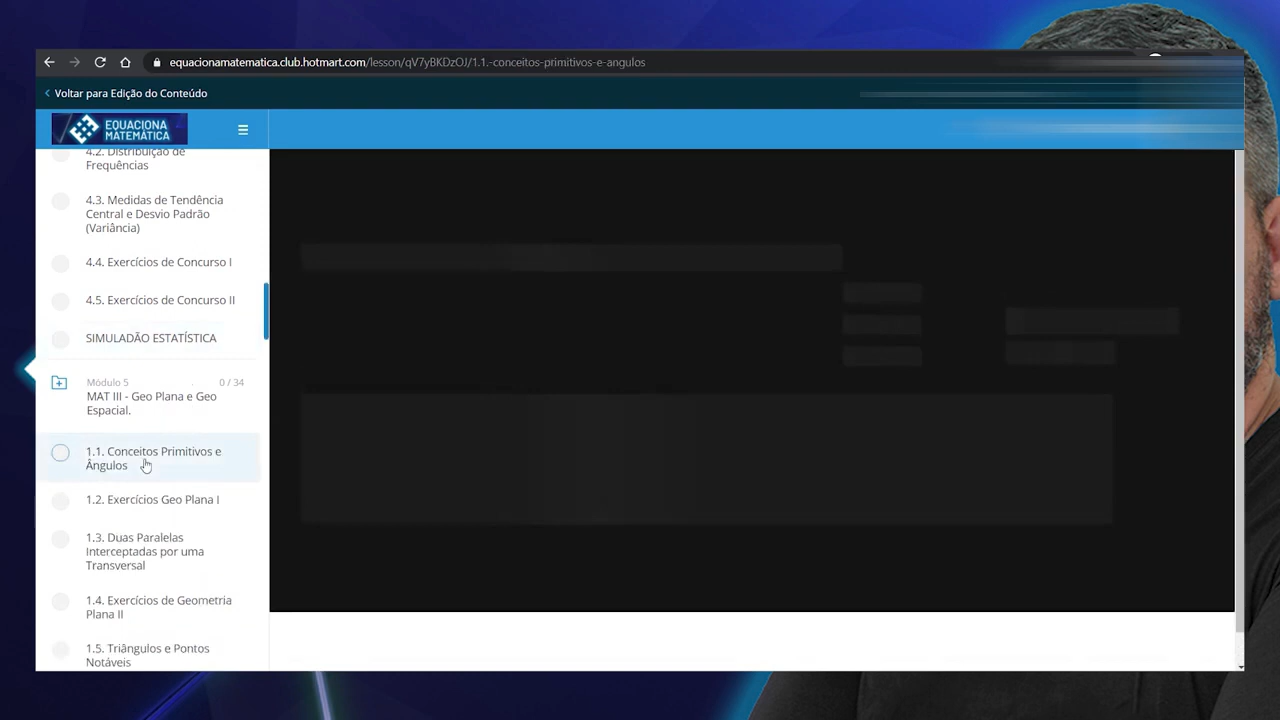 equacionamatematica.club.hotmart.com/lesson/qV7yBKDzOJ/1.1.-conceitos-primitivos-e-angulos
Voltar para Edição do Conteúdo
EQUACIONA
MATEMÁTICA
4.2. Distribuição de
Frequências
4.3. Medidas de Tendência
Central e Desvio Padrão
(Variância)
4.4. Exercícios de Concurso I
4.5. Exercícios de Concurso II
SIMULADÃO ESTATÍSTICA
Módulo 5 0 / 34
MAT III - Geo Plana e Geo
Espacial.
1.1. Conceitos Primitivos e
Ângulos
1.2. Exercícios Geo Plana I
1.3. Duas Paralelas
Interceptadas por uma
Transversal
1.4. Exercícios de Geometria
Plana II
1.5. Triângulos e Pontos
Notáveis